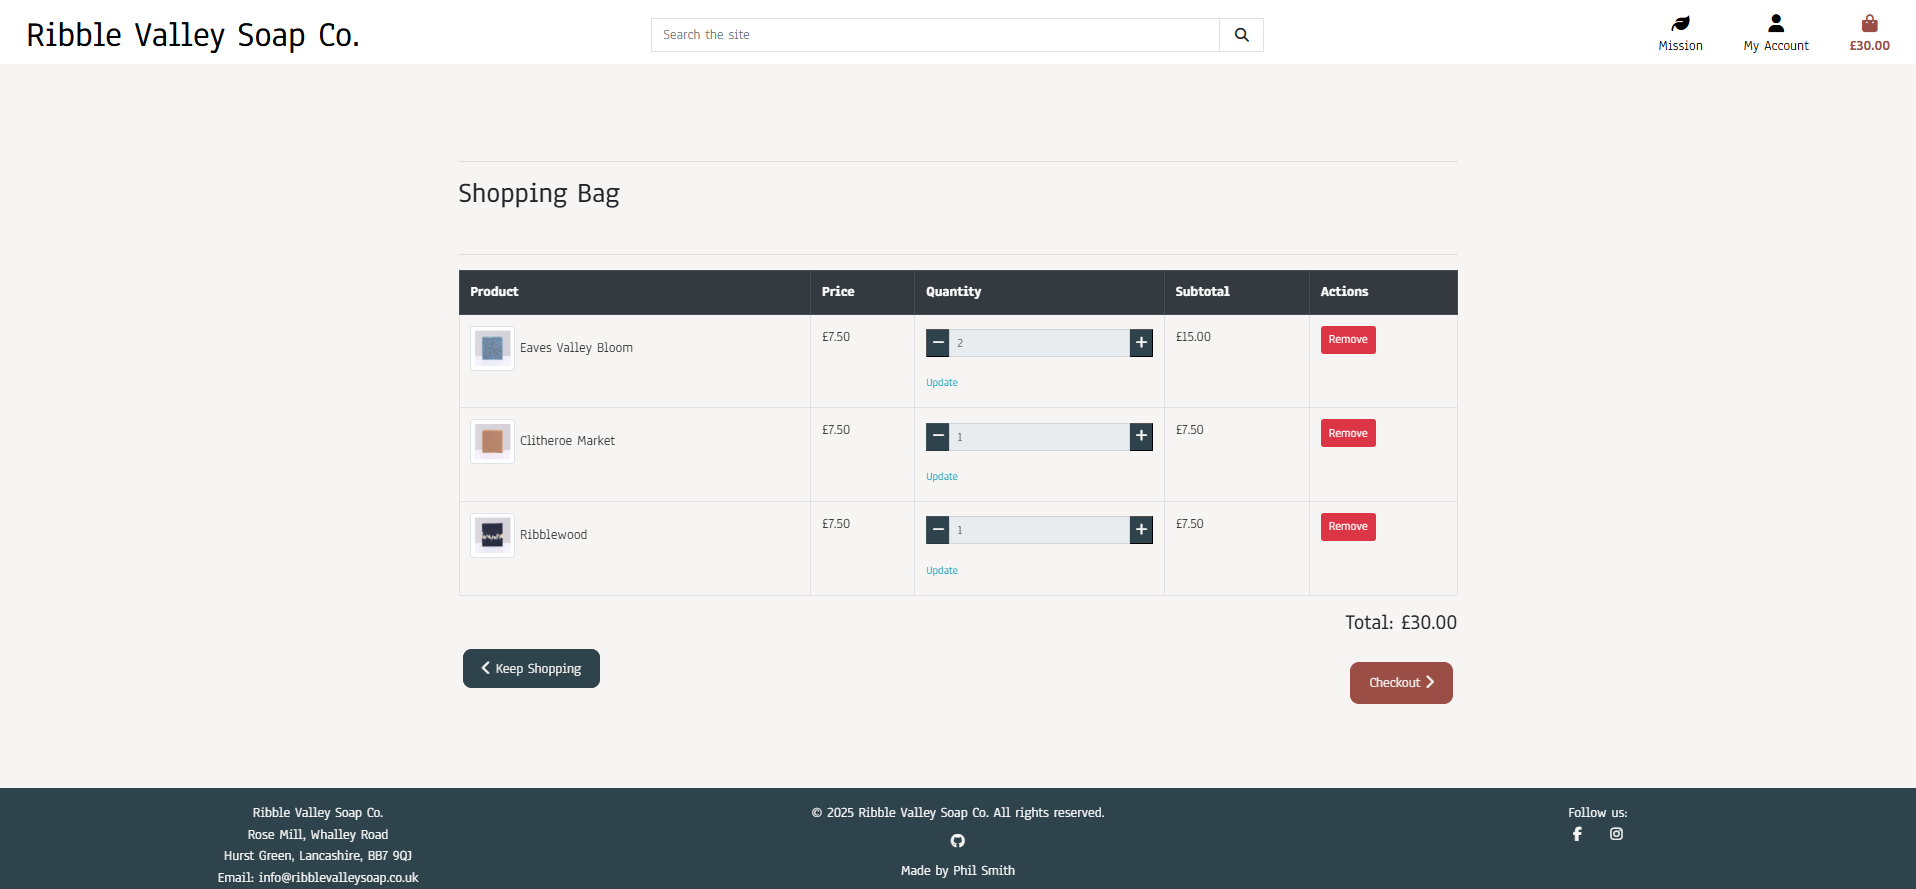 Ribble Valley Soap Co.
Search the site
Mission
My Account
£30.00
Shopping Bag
Product Price Quantity Subtotal Actions
Eaves Valley Bloom £7.50 2 £15.00 Remove
Update
Clitheroe Market £7.50 1 £7.50 Remove
Update
Ribblewood £7.50 1 £7.50 Remove
Update
Total: £30.00
Keep Shopping
Checkout
Ribble Valley Soap Co.
Rose Mill, Whalley Road
Hurst Green, Lancashire, BB7 9QJ
Email: info@ribblevalleysoap.co.uk
© 2025 Ribble Valley Soap Co. All rights reserved.
Made by Phil Smith
Follow us: